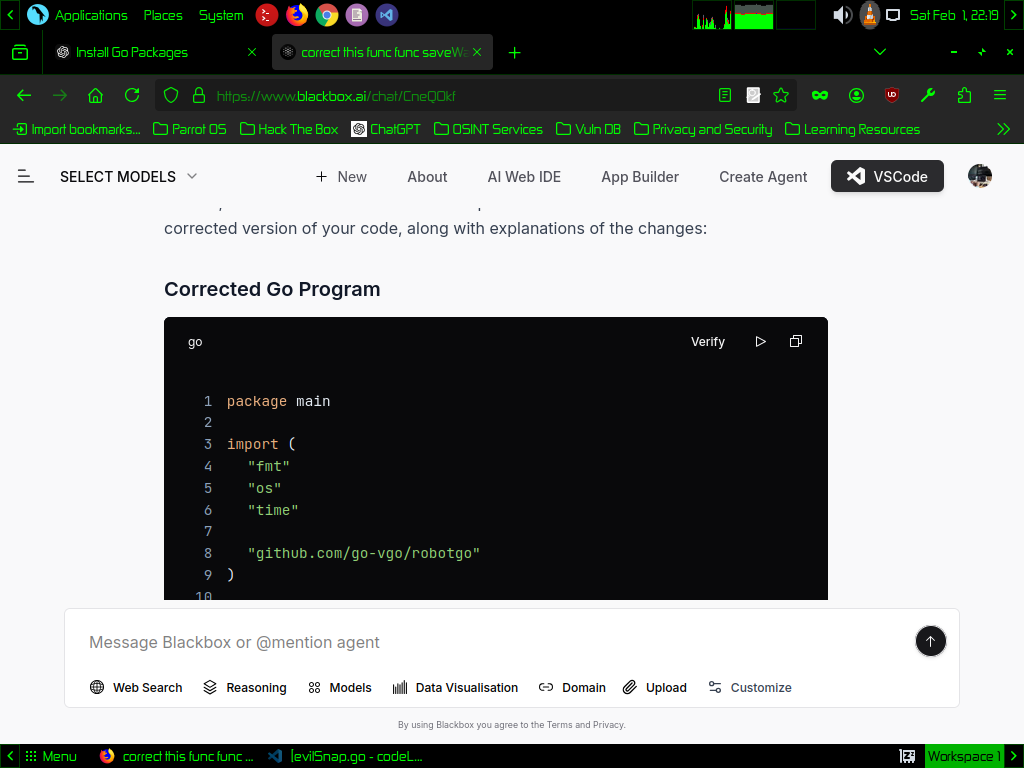 Applications Places System Sat Feb 1, 22:19
Install Go Packages
correct this func func saveWa
https://www.blackbox.ai/chat/CneQOkf
Import bookmarks... Parrot OS Hack The Box ChatGPT OSINT Services Vuln DB Privacy and Security Learning Resources
SELECT MODELS New About AI Web IDE App Builder Create Agent VSCode
corrected version of your code, along with explanations of the changes:
Corrected Go Program
go Verify
1 package main
2
3 import (
4 "fmt"
5 "os"
6 "time"
7
8 "github.com/go-vgo/robotgo"
9 )
10
Message Blackbox or @mention agent
Web Search Reasoning Models Data Visualisation Domain Upload Customize
By using Blackbox you agree to the Terms and Privacy.
Menu correct this func func ... [evilSnap.go - codeL... Workspace 1